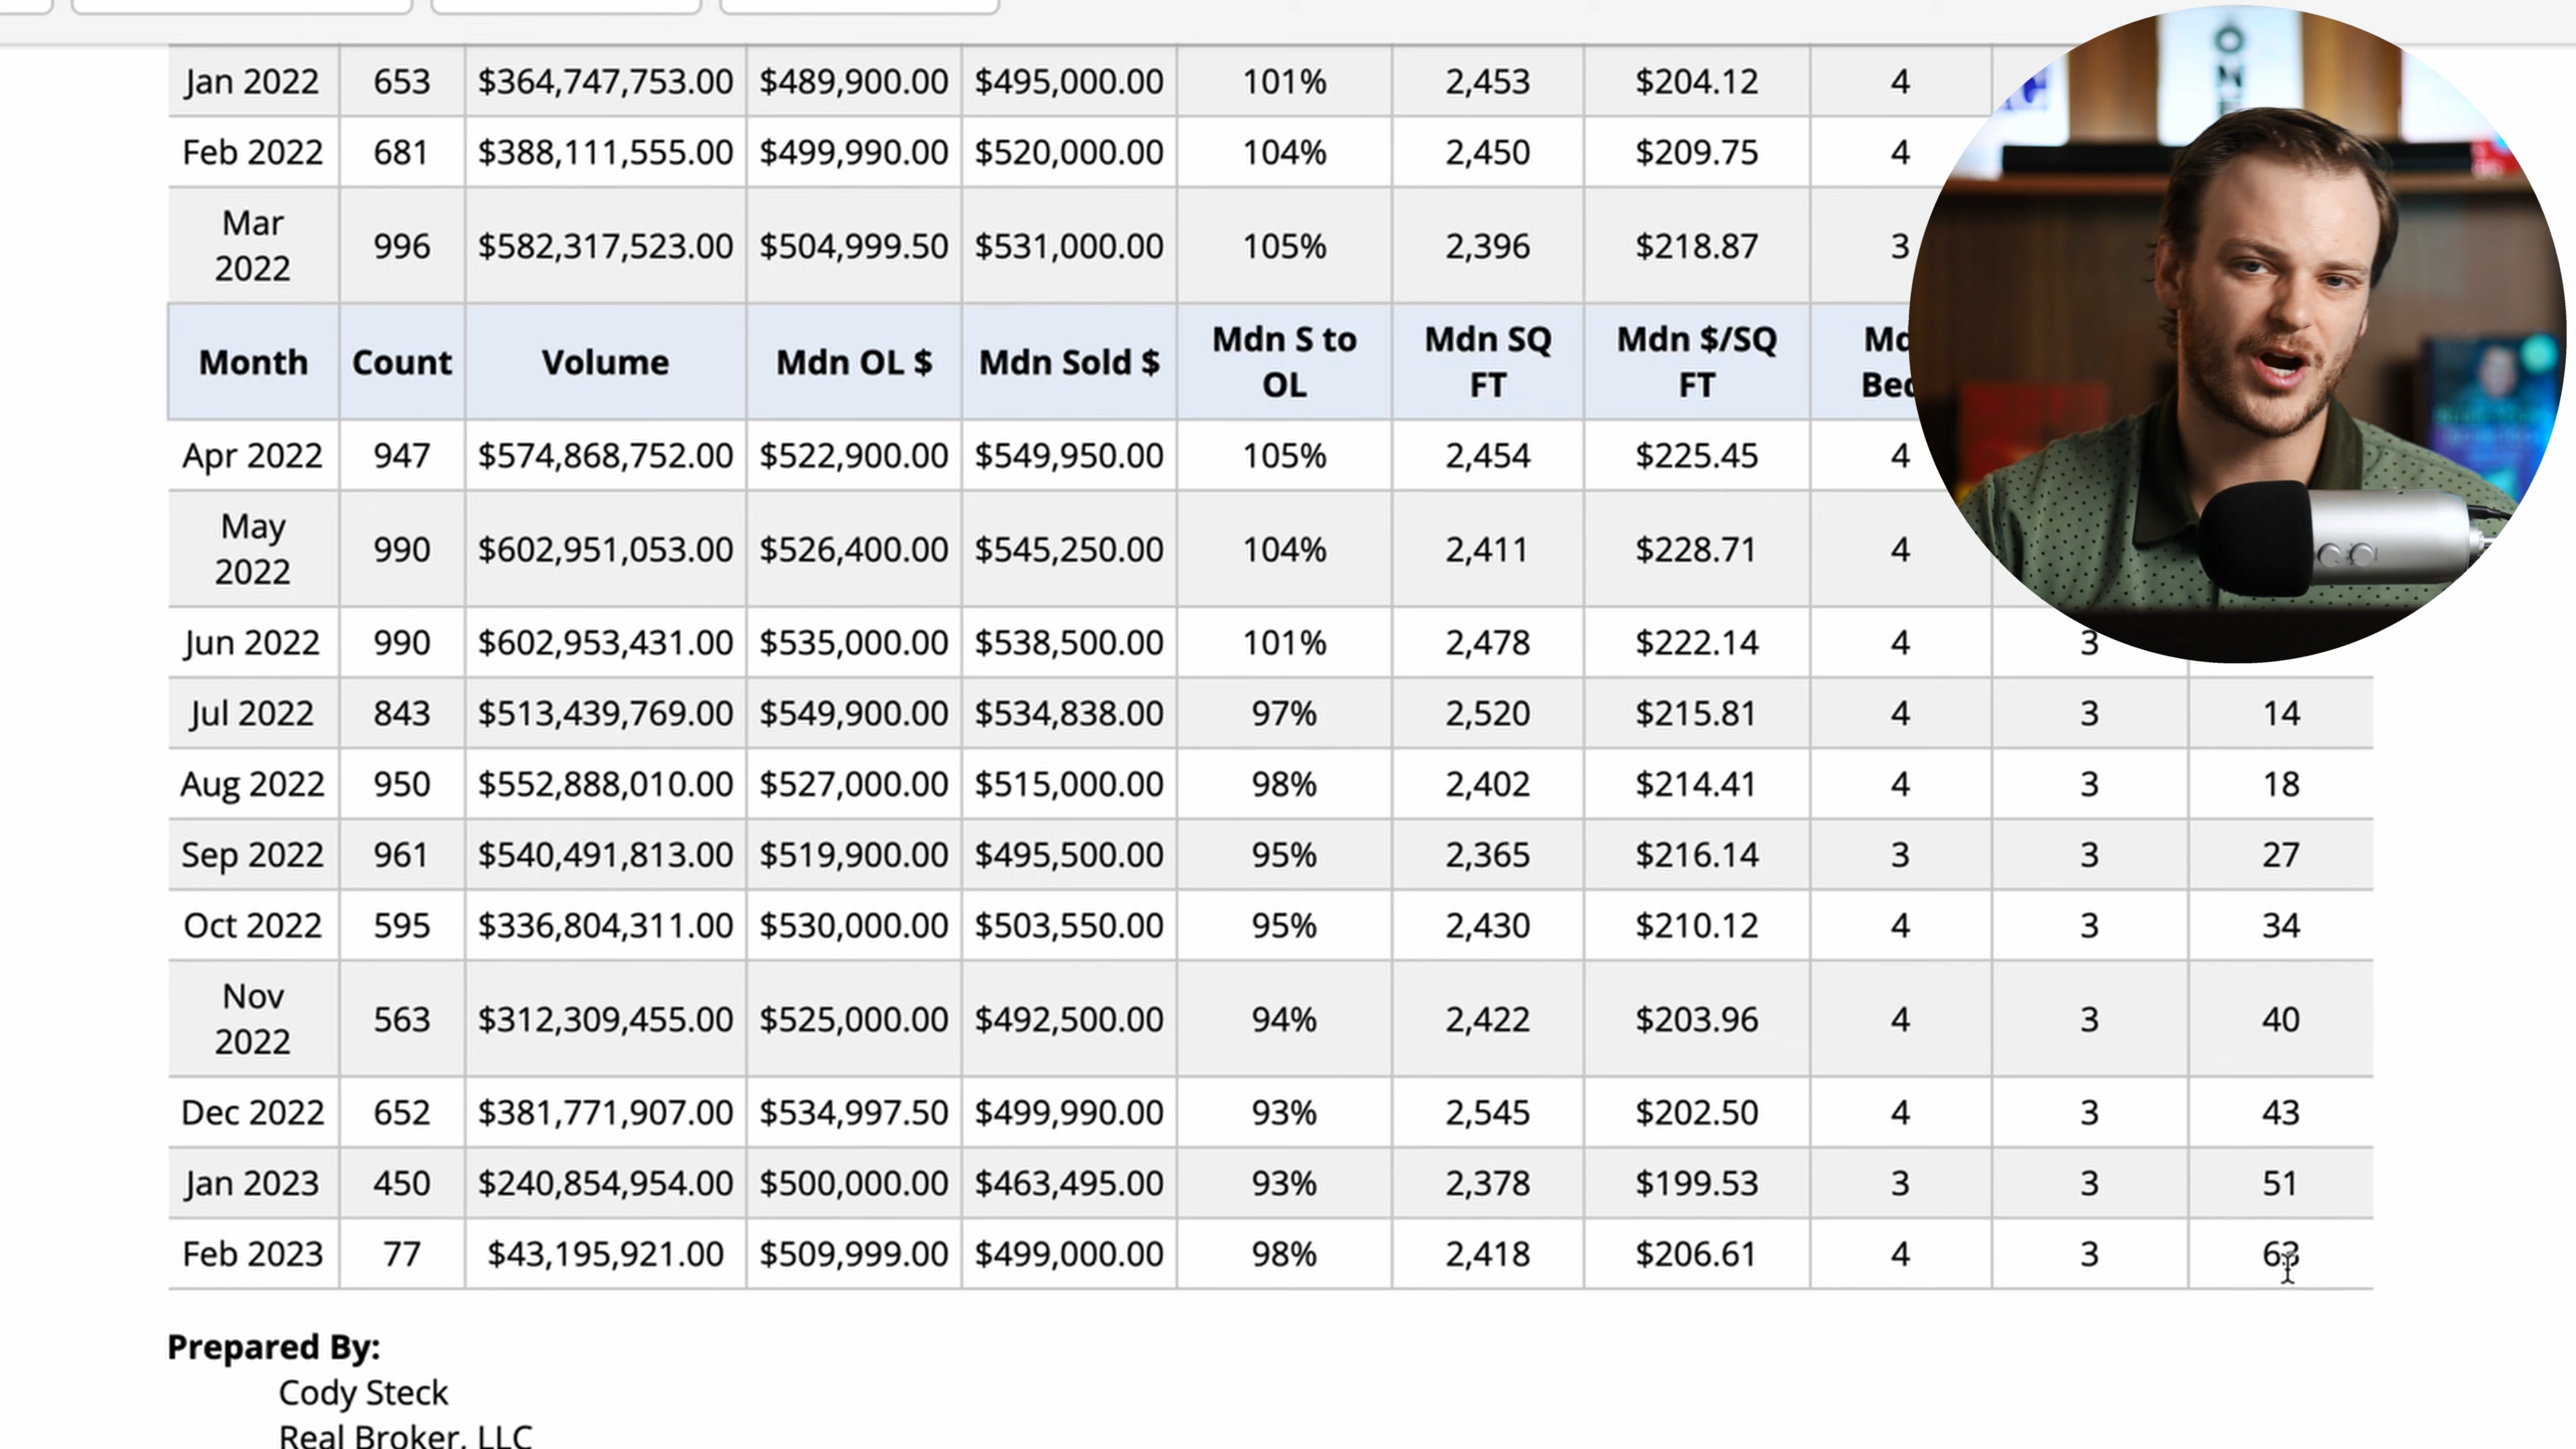 Jan 2022 653 $364,747,753.00 $489,900.00 $495,000.00 101% 2,453 $204.12 4
Feb 2022 681 $388,111,555.00 $499,990.00 $520,000.00 104% 2,450 $209.75 4
Mar
2022 996 $582,317,523.00 $504,999.50 $531,000.00 105% 2,396 $218.87 3
Month Count Volume Mdn OL $ Mdn Sold $ Mdn S to Mdn SQ Mdn $/SQ
OL FT FT
Apr 2022 947 $574,868,752.00 $522,900.00 $549,950.00 105% 2,454 $225.45 4
May
2022 990 $602,951,053.00 $526,400.00 $545,250.00 104% 2,411 $228.71 4
Jun 2022 990 $602,953,431.00 $535,000.00 $538,500.00 101% 2,478 $222.14 4 3
Jul 2022 843 $513,439,769.00 $549,900.00 $534,838.00 97% 2,520 $215.81 4 3 14
Aug 2022 950 $552,888,010.00 $527,000.00 $515,000.00 98% 2,402 $214.41 4 3 18
Sep 2022 961 $540,491,813.00 $519,900.00 $495,500.00 95% 2,365 $216.14 3 3 27
Oct 2022 595 $336,804,311.00 $530,000.00 $503,550.00 95% 2,430 $210.12 4 3 34
Nov
2022 563 $312,309,455.00 $525,000.00 $492,500.00 94% 2,422 $203.96 4 3 40
Dec 2022 652 $381,771,907.00 $534,997.50 $499,990.00 93% 2,545 $202.50 4 3 43
Jan 2023 450 $240,854,954.00 $500,000.00 $463,495.00 93% 2,378 $199.53 3 3 51
Feb 2023 77 $43,195,921.00 $509,999.00 $499,000.00 98% 2,418 $206.61 4 3 63
Prepared By:
Cody Steck
Real Broker, LLC